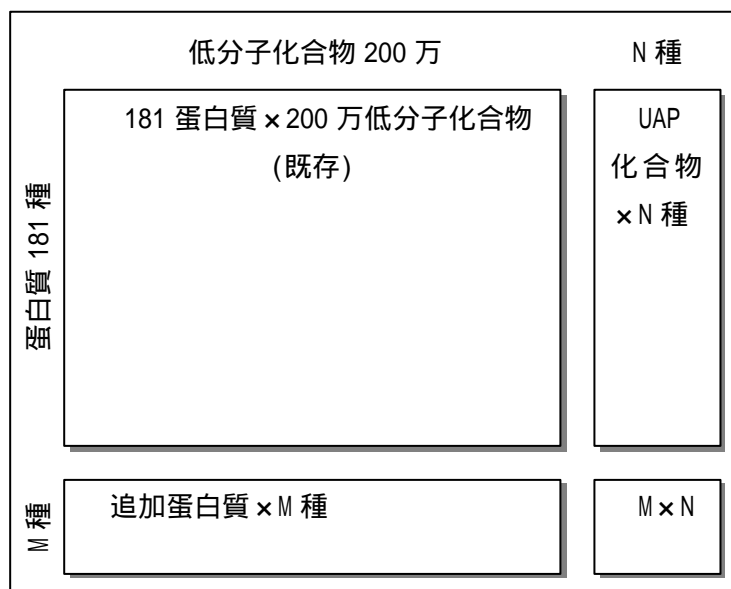 低分子化合物 200 万
N 種
蛋白質 181 種
181 蛋白質×200 万低分子化合物
(既存)
UAP
化合物
×N 種
M 種
追加蛋白質×M 種
M×N